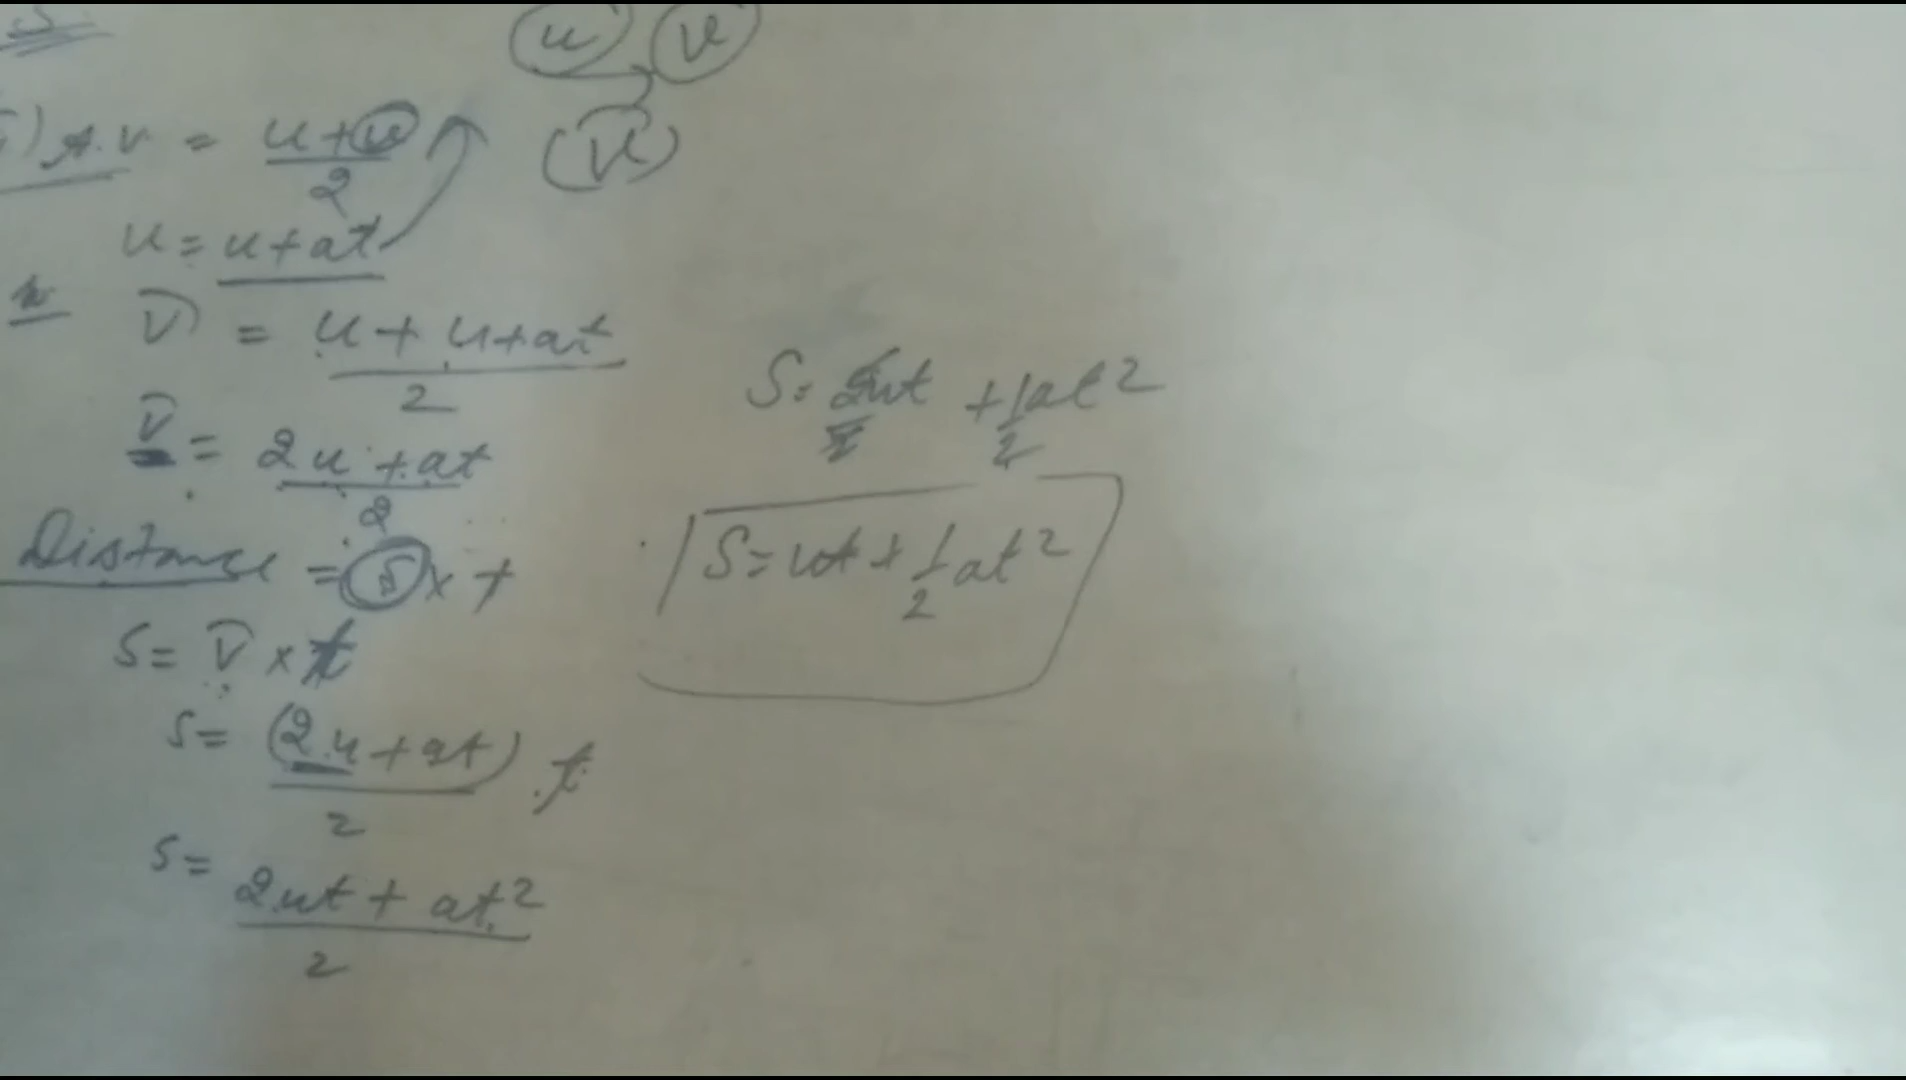 u v
A.V = u+v/2
(v̅)
u = u+at
v̅ = u + u+at/2
v̅ = 2u + at/2
Distance = S × t
S = v̅ × t
S = (2u + at)/2 . t
S = 2ut + at²/2
S = 2ut/2 + 1/2 at²
S = ut + 1/2 at²